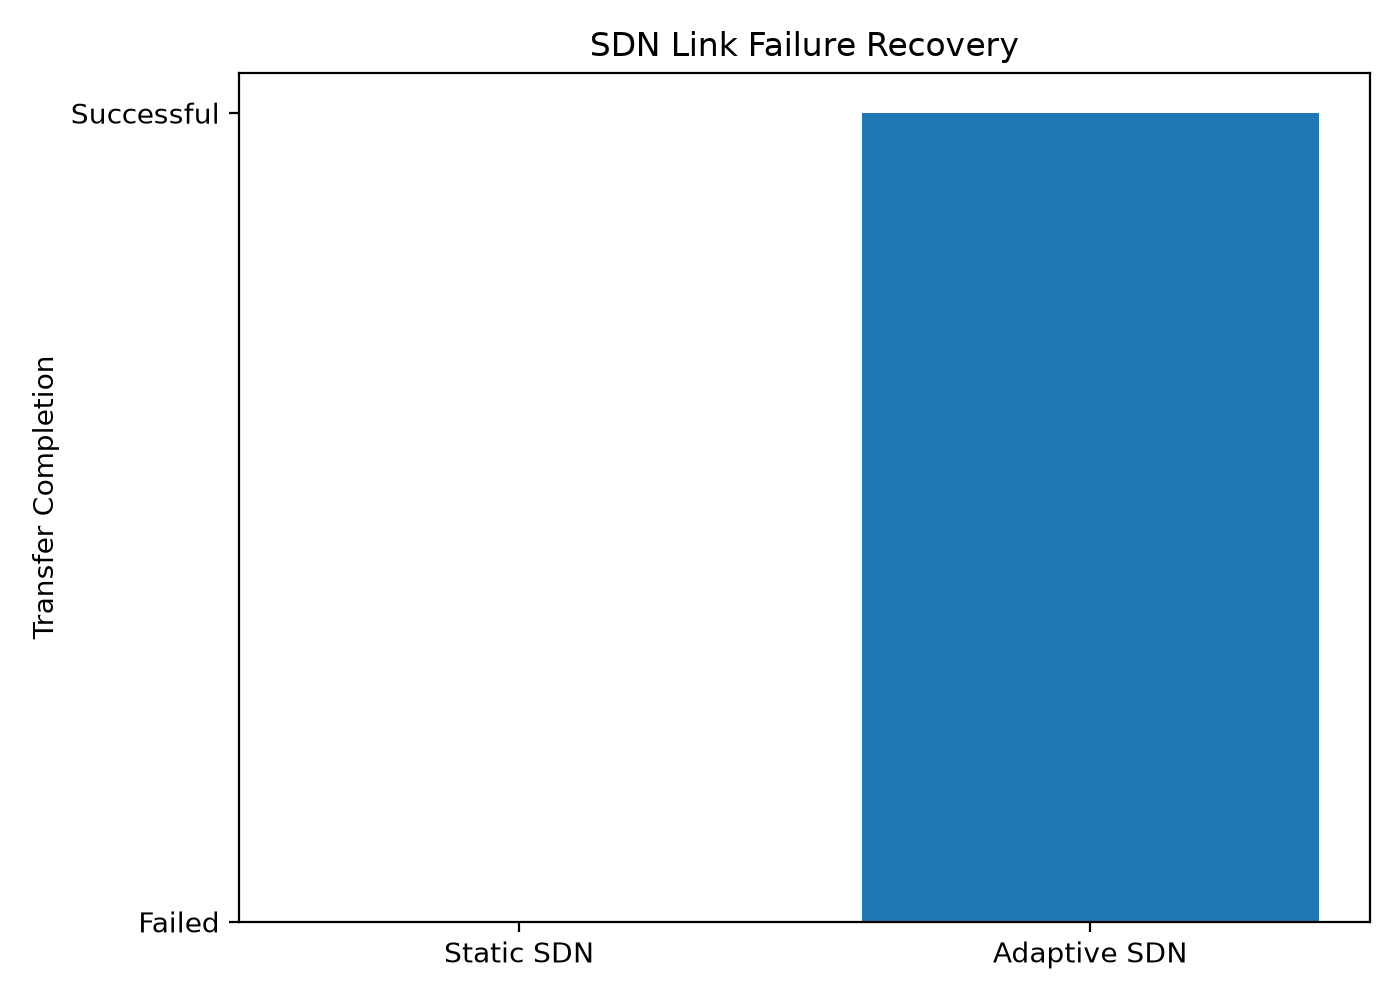 SDN Link Failure Recovery
Successful
Transfer Completion
Failed
Static SDN
Adaptive SDN